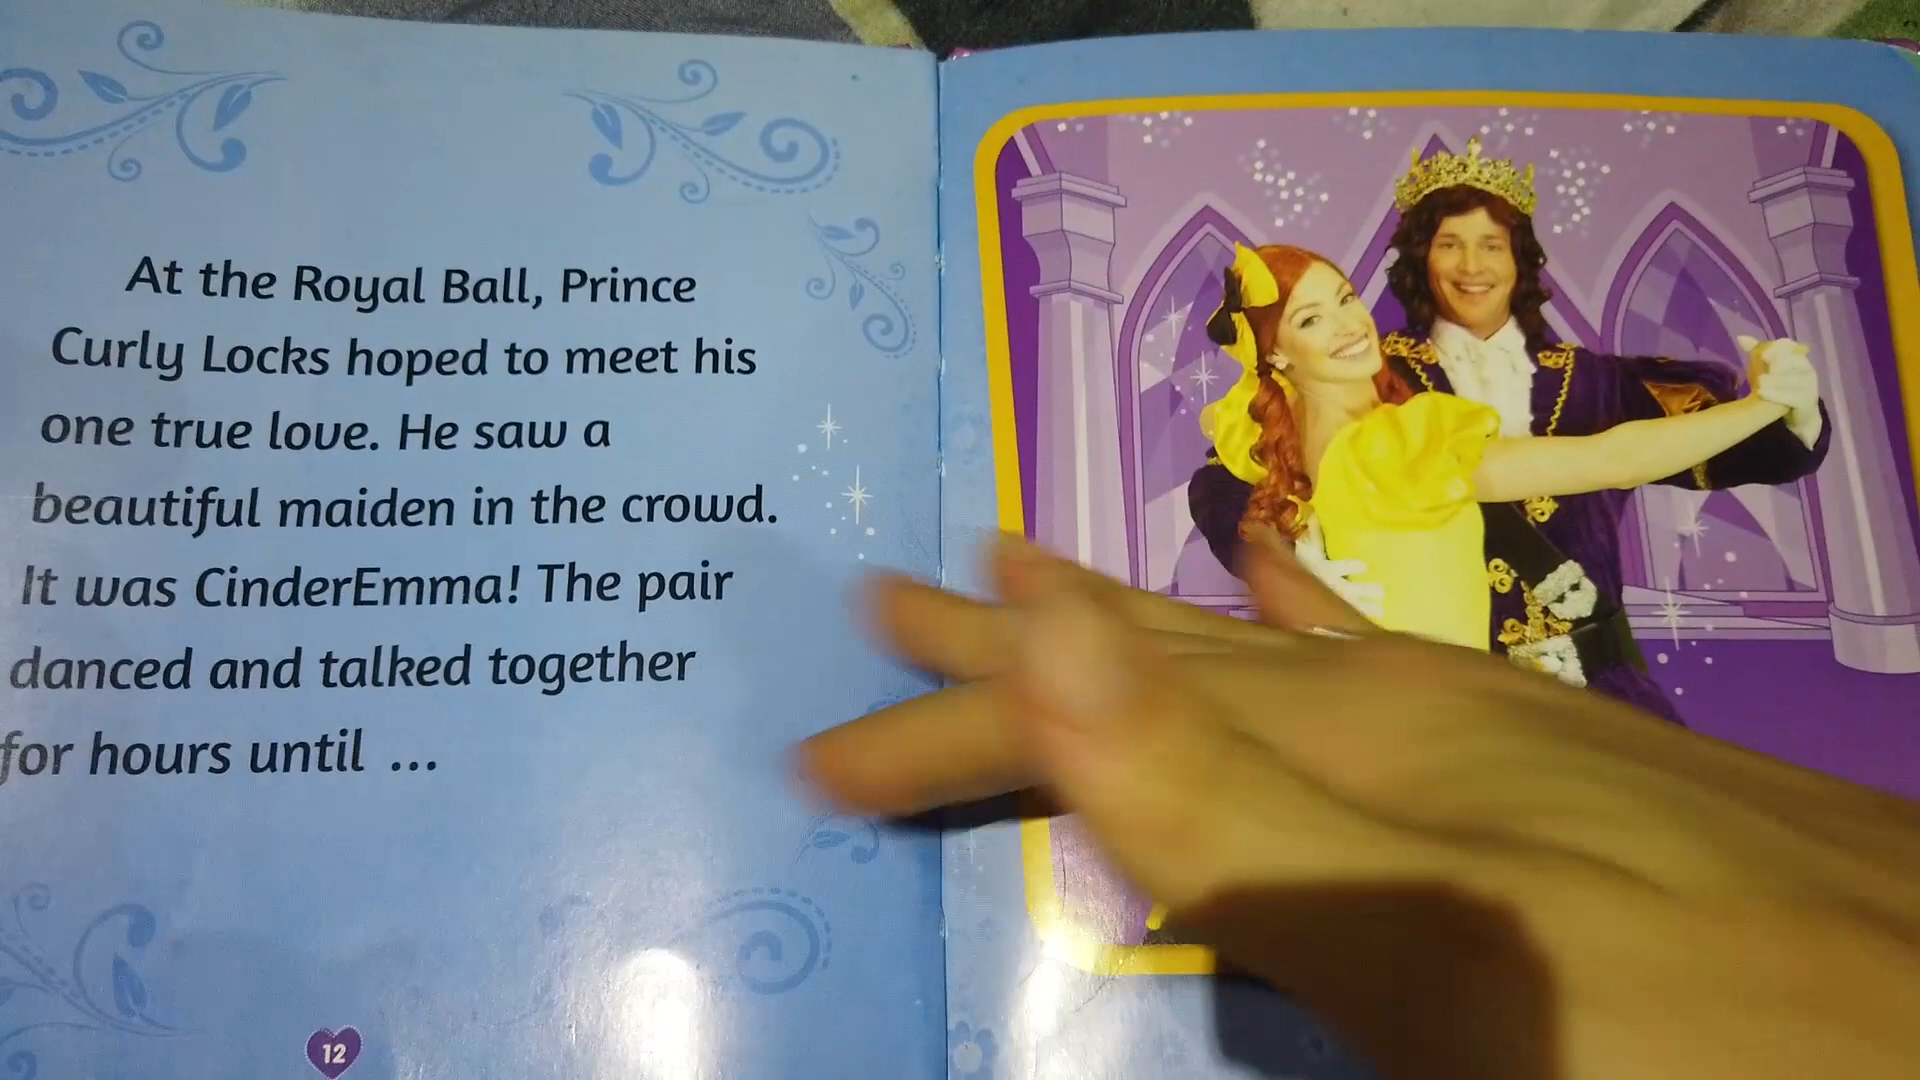 At the Royal Ball, Prince
Curly Locks hoped to meet his
one true love. He saw a
beautiful maiden in the crowd.
It was CinderEmma! The pair
danced and talked together
for hours until ...
12